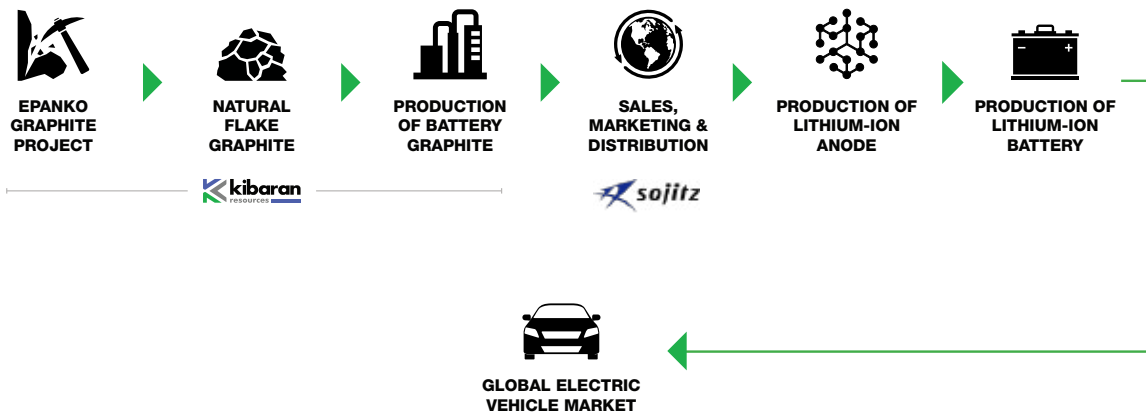 EPANKO
GRAPHITE
PROJECT
NATURAL
FLAKE
GRAPHITE
PRODUCTION
OF BATTERY
GRAPHITE
SALES,
MARKETING &
DISTRIBUTION
PRODUCTION OF
LITHIUM-ION
ANODE
PRODUCTION OF
LITHIUM-ION
BATTERY
kibaran
resources
sojitz
GLOBAL ELECTRIC
VEHICLE MARKET